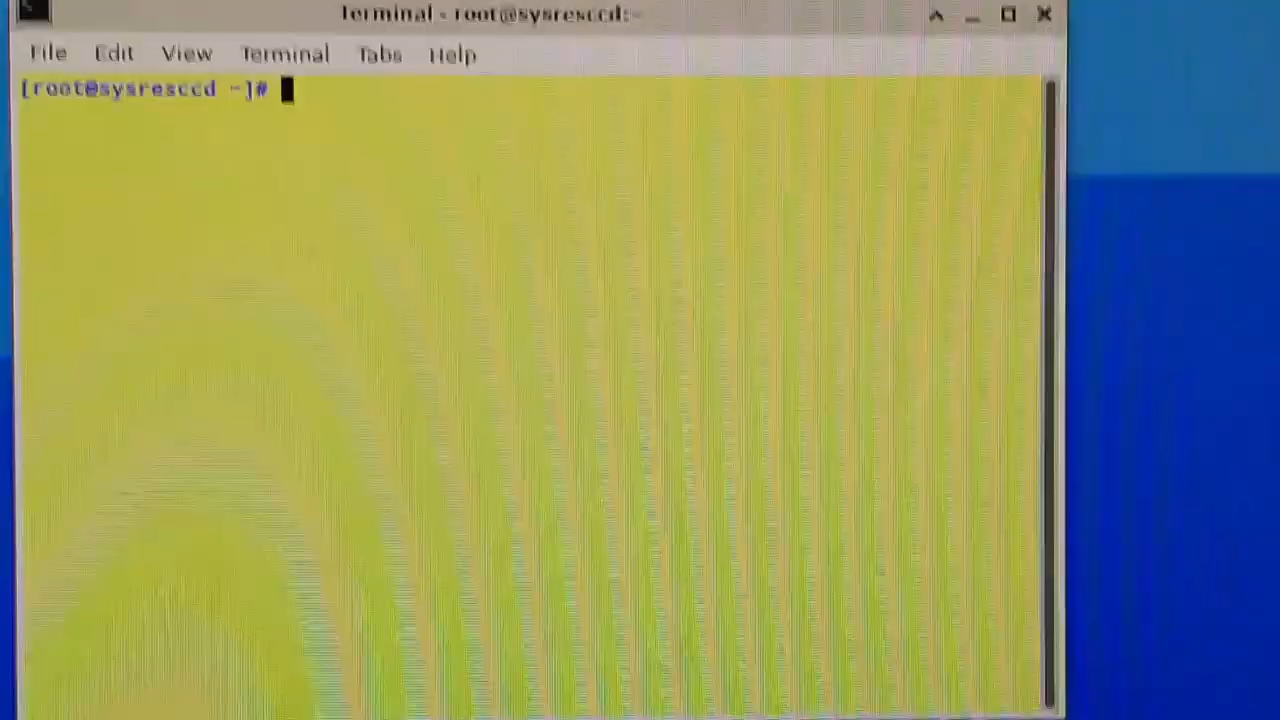 Terminal - root@sysresccd:~
File Edit View Terminal Tabs Help
[root@sysresccd ~]#